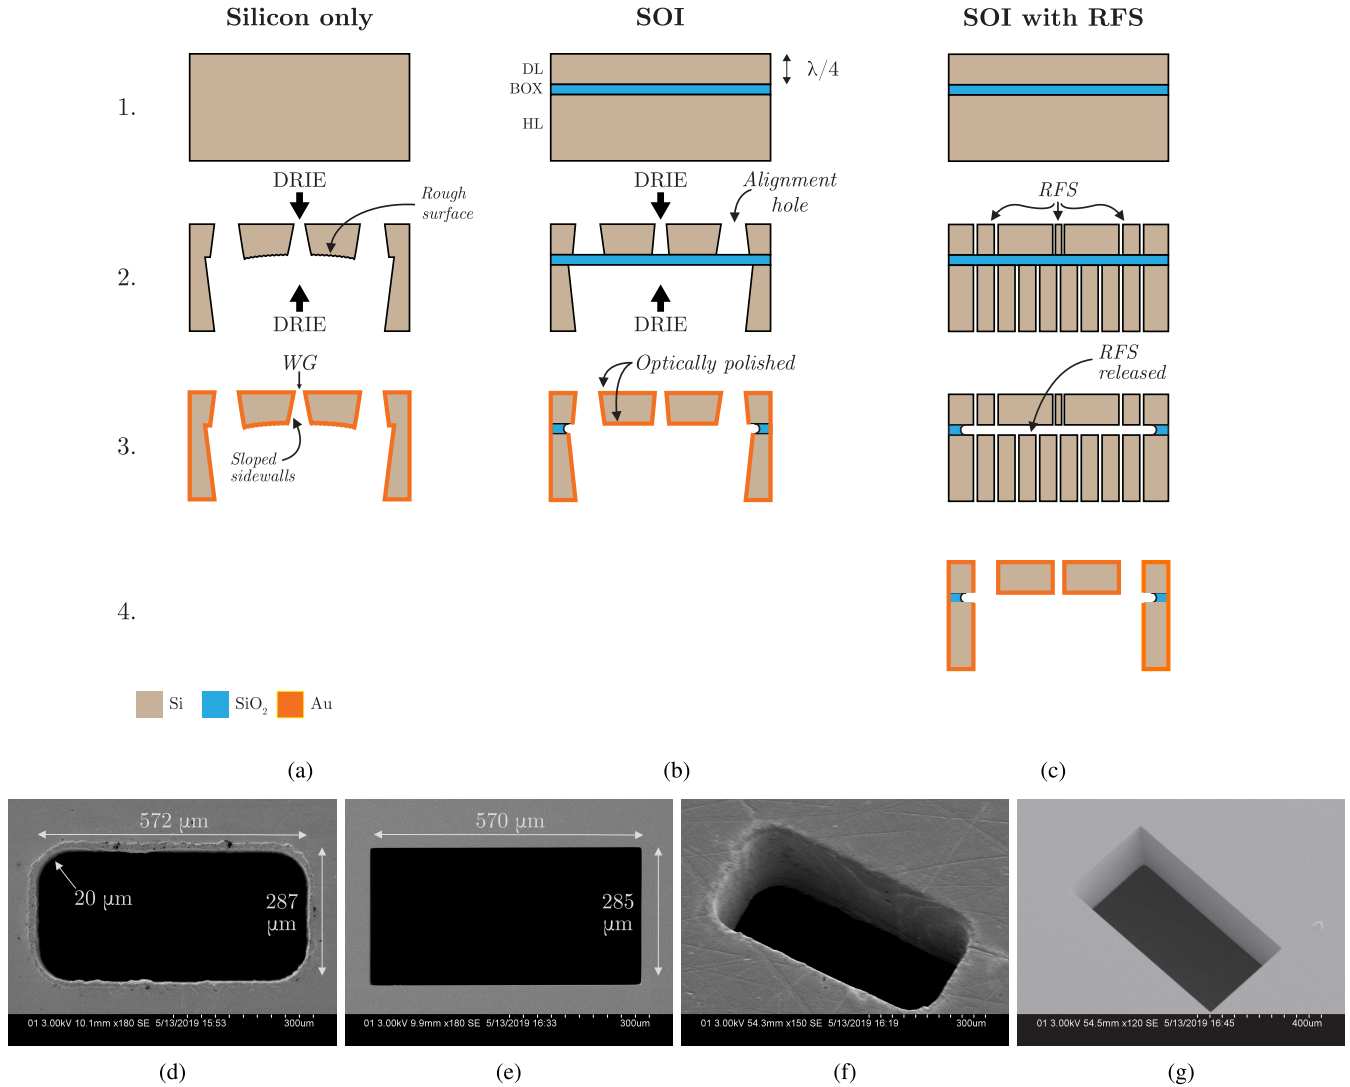 Silicon only
SOI
SOI with RFS
1.
DL
BOX
HL
λ/4
2.
DRIE
Rough
surface
DRIE
DRIE
Alignment
hole
DRIE
RFS
3.
WG
Sloped
sidewalls
Optically polished
RFS
released
4.
Si
SiO₂
Au
(a)
(b)
(c)
572 μm
20 μm
287
μm
01 3.00kV 10.1mm x180 SE 5/13/2019 15:53
300um
570 μm
285
μm
01 3.00kV 9.9mm x180 SE 5/13/2019 16:33
300um
01 3.00kV 54.3mm x150 SE 5/13/2019 16:19
300um
01 3.00kV 54.5mm x120 SE 5/13/2019 16:45
400um
(d)
(e)
(f)
(g)